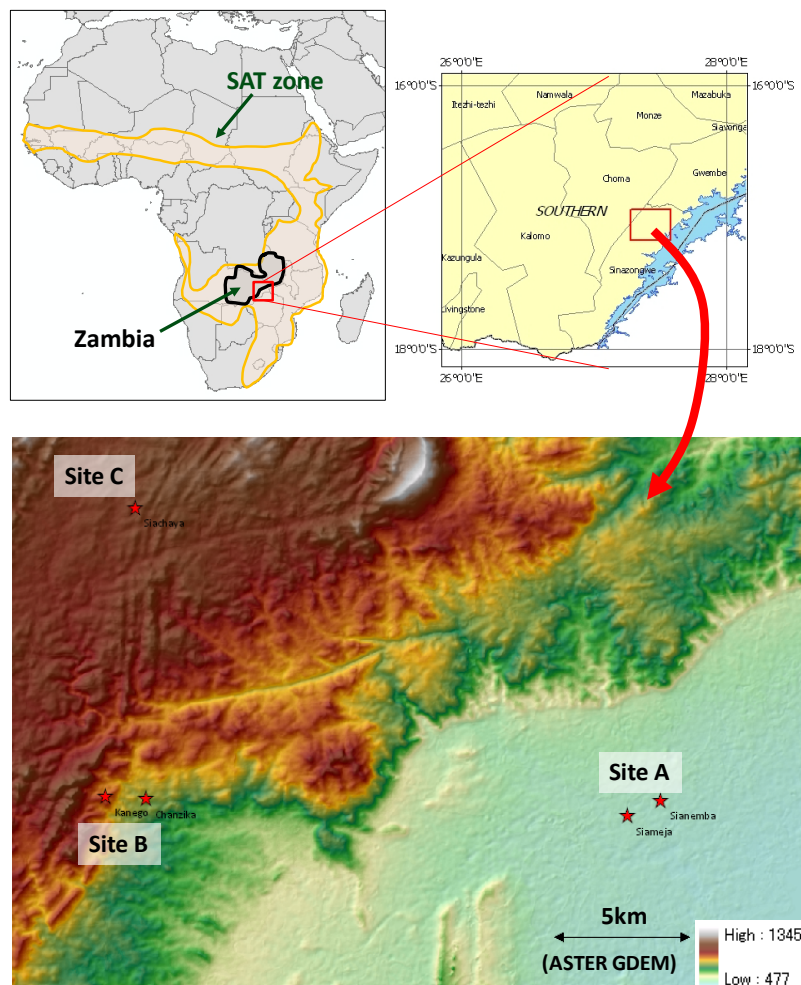 SAT zone
Zambia
26°0'0"E
28°0'0"E
16°0'0"S
16°0'0"S
Itezhi-tezhi
Namwala
Mazabuka
Monze
Siavonga
Choma
Gwembe
SOUTHERN
Kalomo
Kazungula
Sinazongwe
Livingstone
18°0'0"S
18°0'0"S
26°0'0"E
28°0'0"E
Site C
Siachaya
Site A
Sianemba
Siameja
Kanego
Chanzika
Site B
5km
(ASTER GDEM)
High : 1345
Low : 477